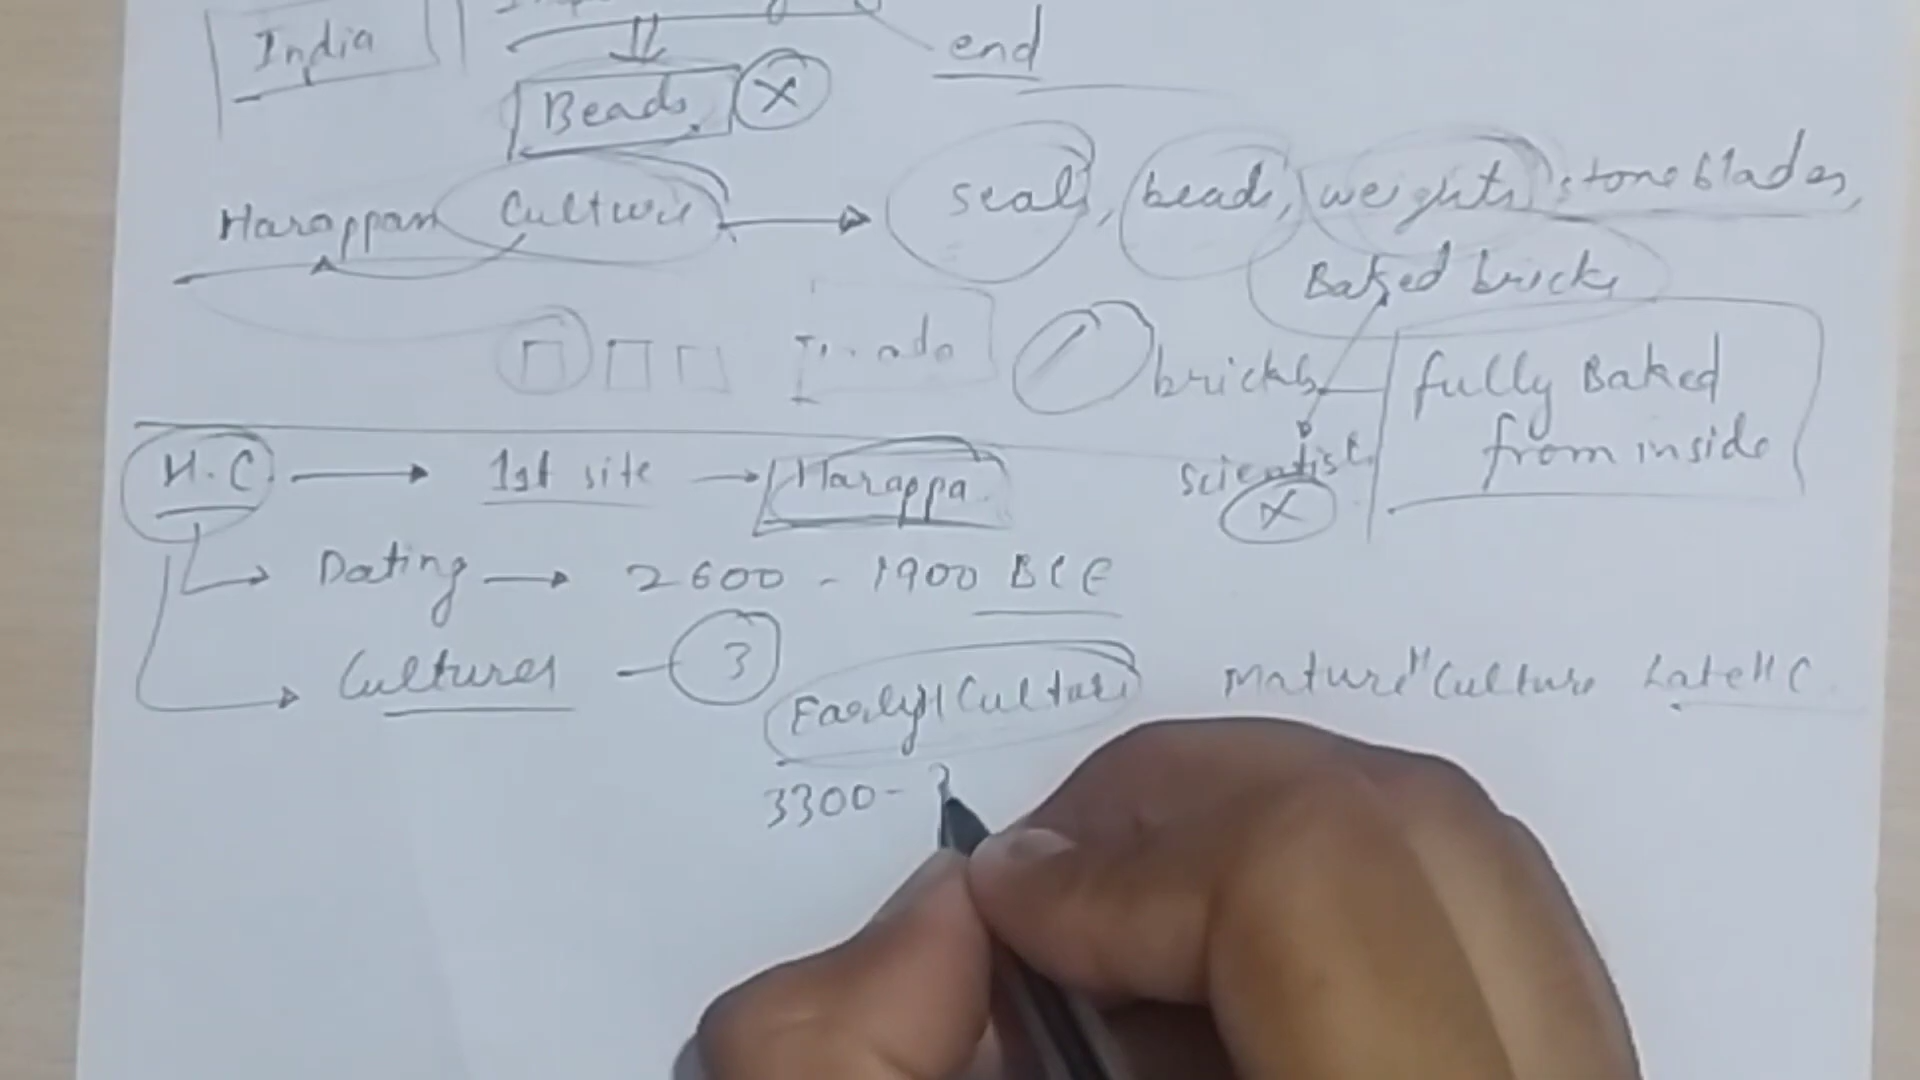 India
end
Beads X
Harappan Culture → seals, beads, weights, stone blades,
Baked bricks
bricks
fully Baked
from inside
H.C. → 1st site → Harappa
scientist
X
Dating → 2600 - 1900 BCE
Cultures - 3
Early H Culture Mature H Culture Late H C
3300 -